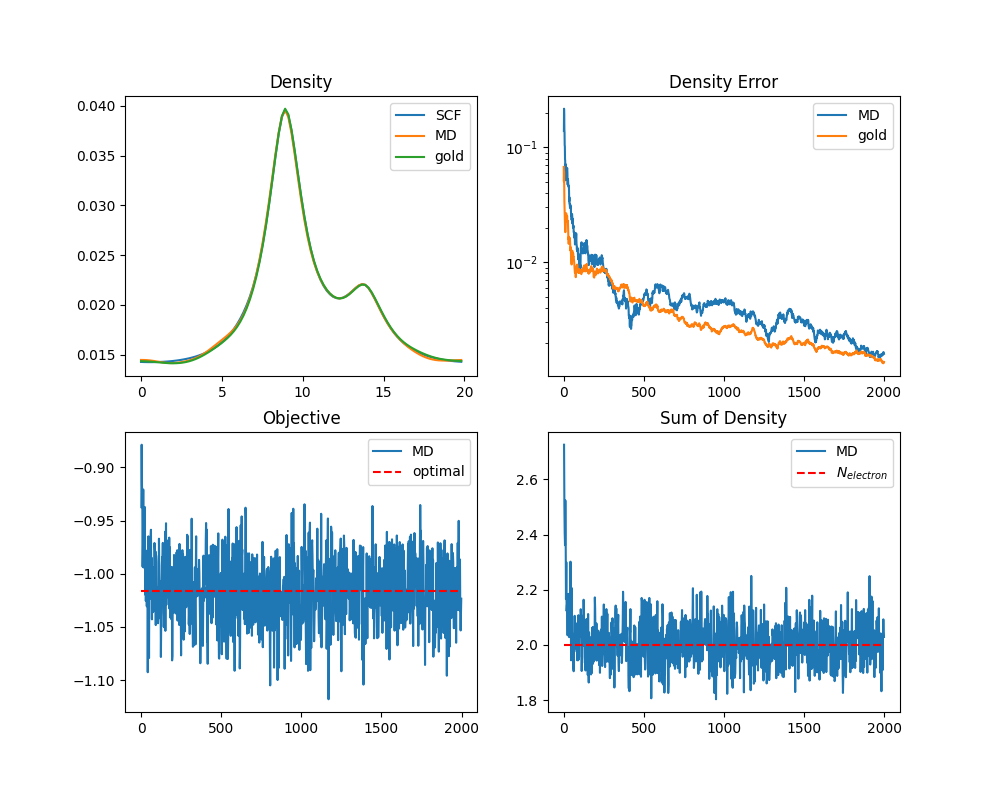 Density
0.040
0.035
0.030
0.025
0.020
0.015
0
5
10
15
20
SCF
MD
gold
Density Error
10⁻¹
10⁻²
0
500
1000
1500
2000
MD
gold
Objective
−0.90
−0.95
−1.00
−1.05
−1.10
0
500
1000
1500
2000
MD
optimal
Sum of Density
2.6
2.4
2.2
2.0
1.8
0
500
1000
1500
2000
MD
N_electron